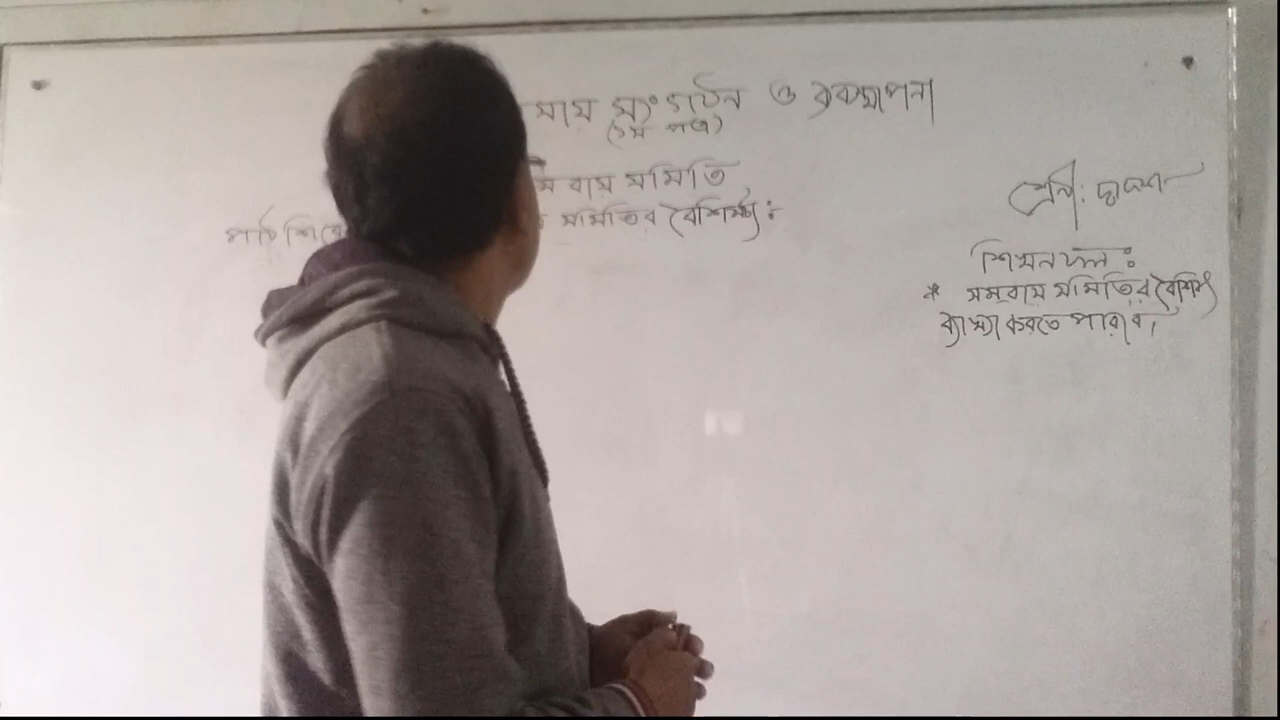 সায় সংগঠন ও ব্যবস্থাপনা
(১ম পত্র)
সমবায় সমিতি
পাঠ শিরো সমিতির বৈশিষ্ট্য :
শ্রেণী : দ্বাদশ
শিখনফল :
* সমবায় সমিতির বৈশিষ্ট্য
ব্যাখ্যা করতে পারবে।